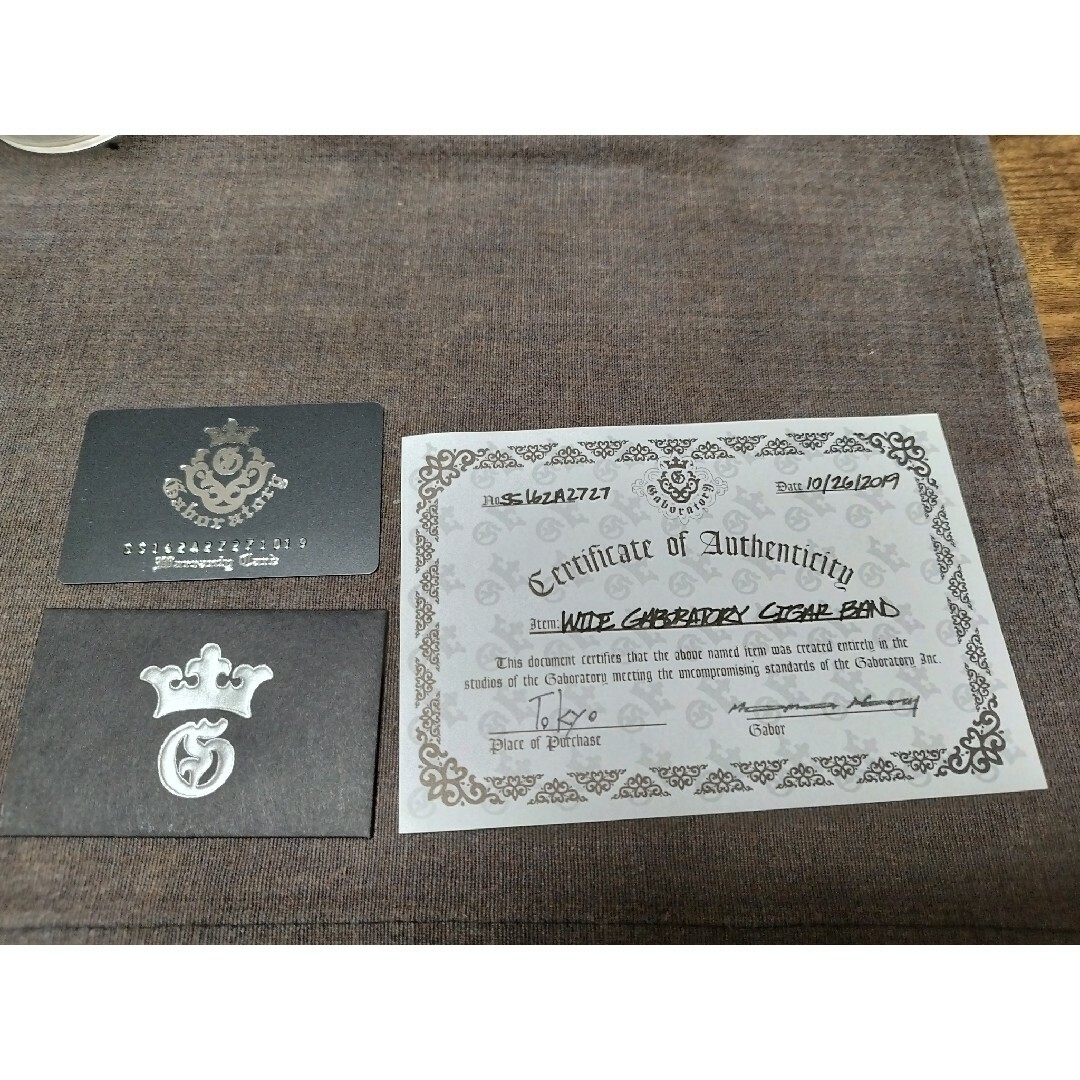 G
Gaboratory
SS162A27271019
Warranty Card
G
No. SS162A2727
G
Gaboratory
Date 10/26/2019
Certificate of Authenticity
Item: WIDE GABORATORY CIGAR BAND
This document certifies that the above named item was created entirely in the
studios of the Gaboratory meeting the uncompromising standards of the Gaboratory Inc.
Tokyo
Place of Purchase
Gabor